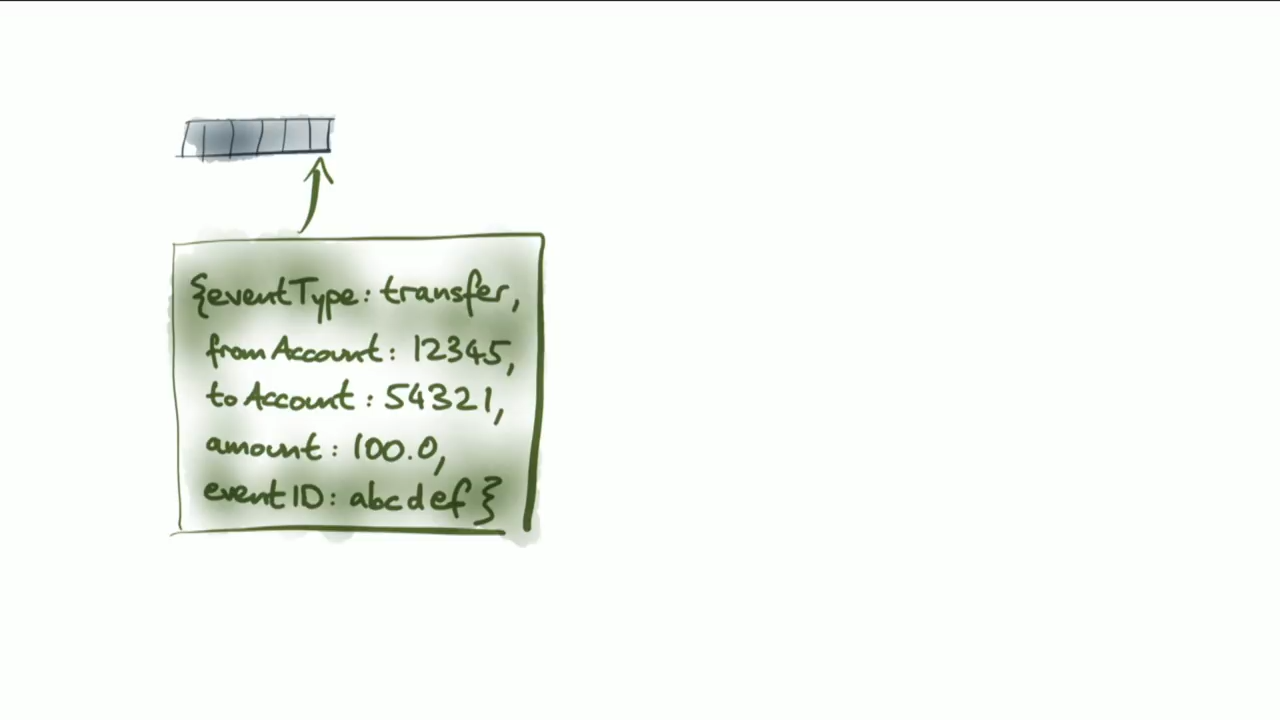 {eventType: transfer,
fromAccount: 12345,
toAccount: 54321,
amount: 100.0,
eventID: abcdef}